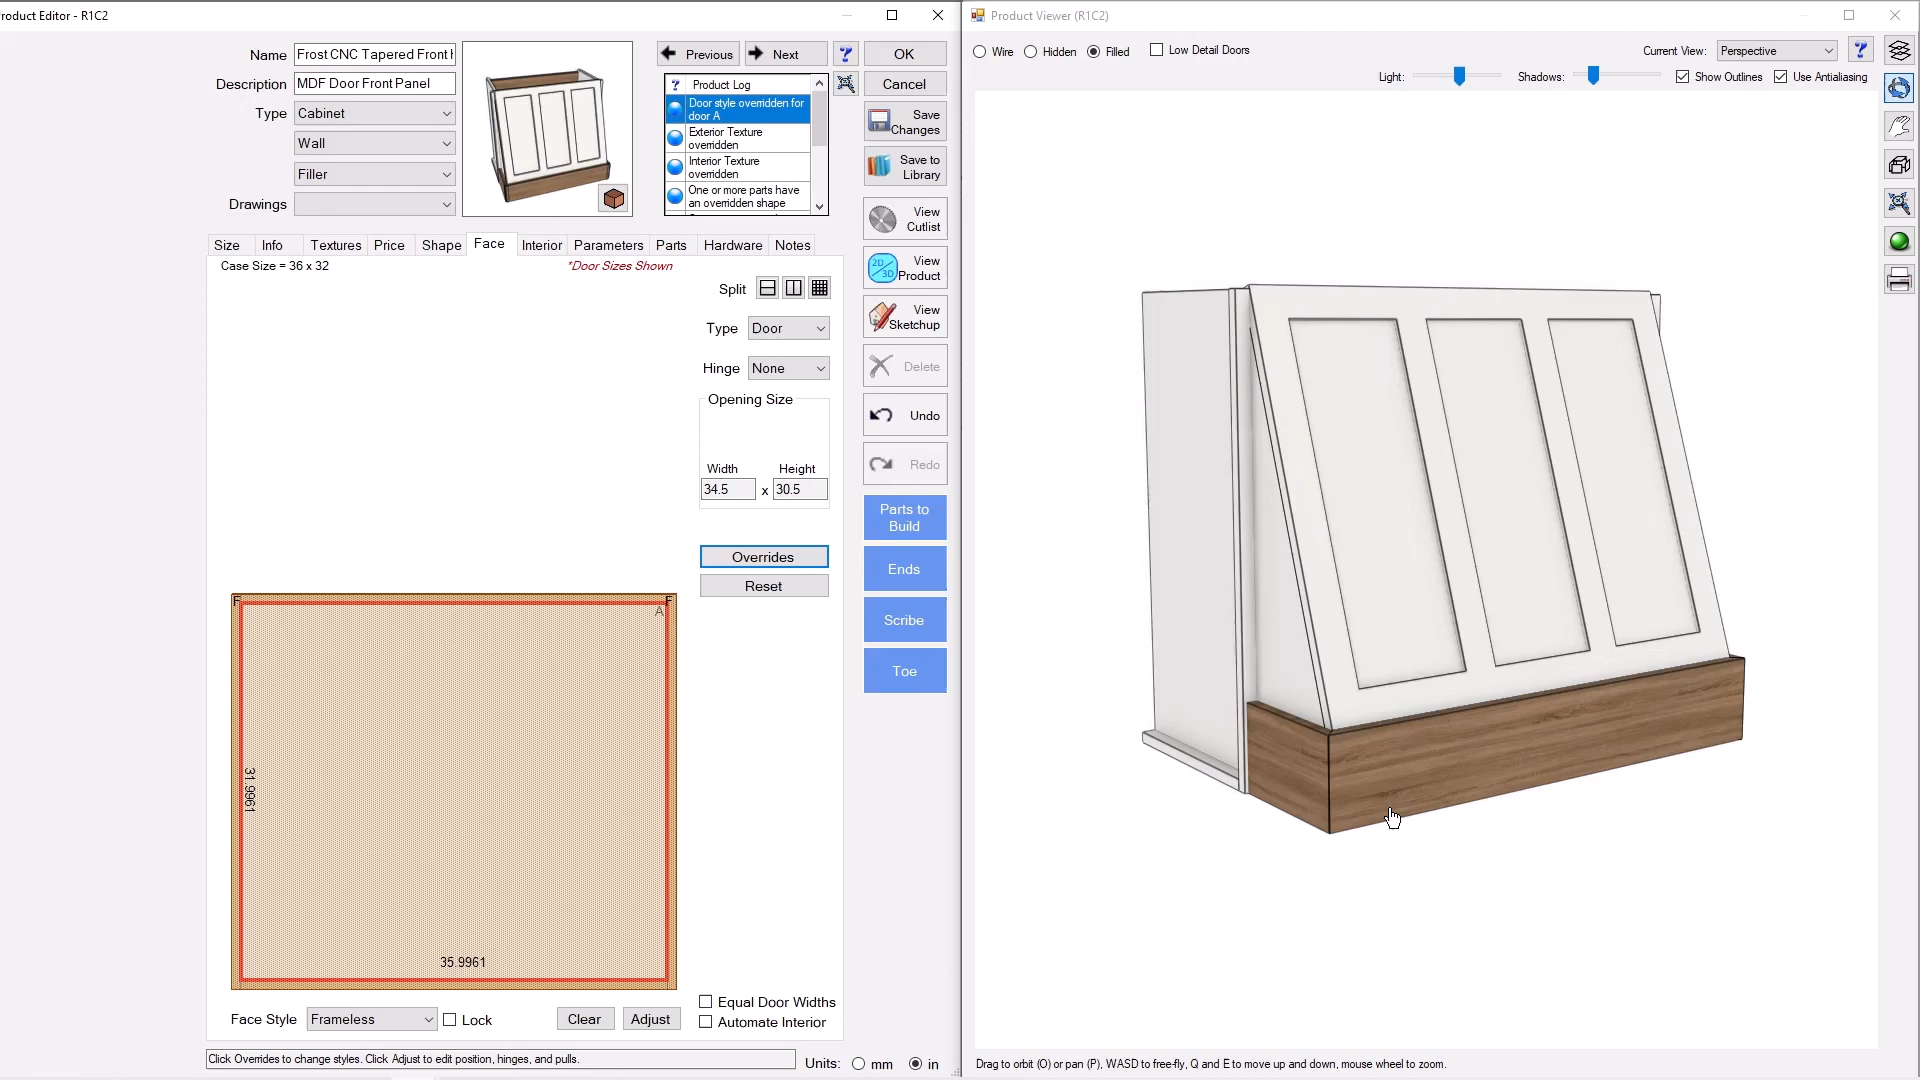 roduct Editor - R1C2
Name Frost CNC Tapered Front
Description MDF Door Front Panel
Type Cabinet
Wall
Filler
Drawings
Previous Next
Product Log
Door style overridden for
door A
Exterior Texture
overridden
Interior Texture
overridden
One or more parts have
an overridden shape
OK
Cancel
Save
Changes
Save to
Library
View
Cutlist
2D/3D View
Product
View
Sketchup
Delete
Undo
Redo
Parts to
Build
Ends
Scribe
Toe
Size Info Textures Price Shape Face Interior Parameters Parts Hardware Notes
Case Size = 36 x 32 *Door Sizes Shown
Split
Type Door
Hinge None
Opening Size
Width Height
34.5 x 30.5
Overrides
Reset
F F
A
31.9961
35.9961
Equal Door Widths
Automate Interior
Face Style Frameless Lock Clear Adjust
Click Overrides to change styles. Click Adjust to edit position, hinges, and pulls.
Units: mm in
Product Viewer (R1C2)
Wire Hidden Filled Low Detail Doors Current View: Perspective
Light: Shadows: Show Outlines Use Antialiasing
Drag to orbit (O) or pan (P), WASD to free-fly, Q and E to move up and down, mouse wheel to zoom.